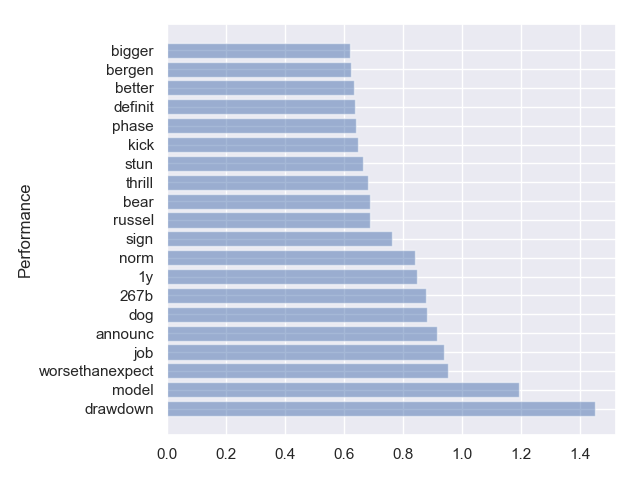 bigger
bergen
better
definit
phase
kick
stun
thrill
bear
russel
sign
norm
1y
267b
dog
announc
job
worsethanexpect
model
drawdown
Performance
0.0 0.2 0.4 0.6 0.8 1.0 1.2 1.4